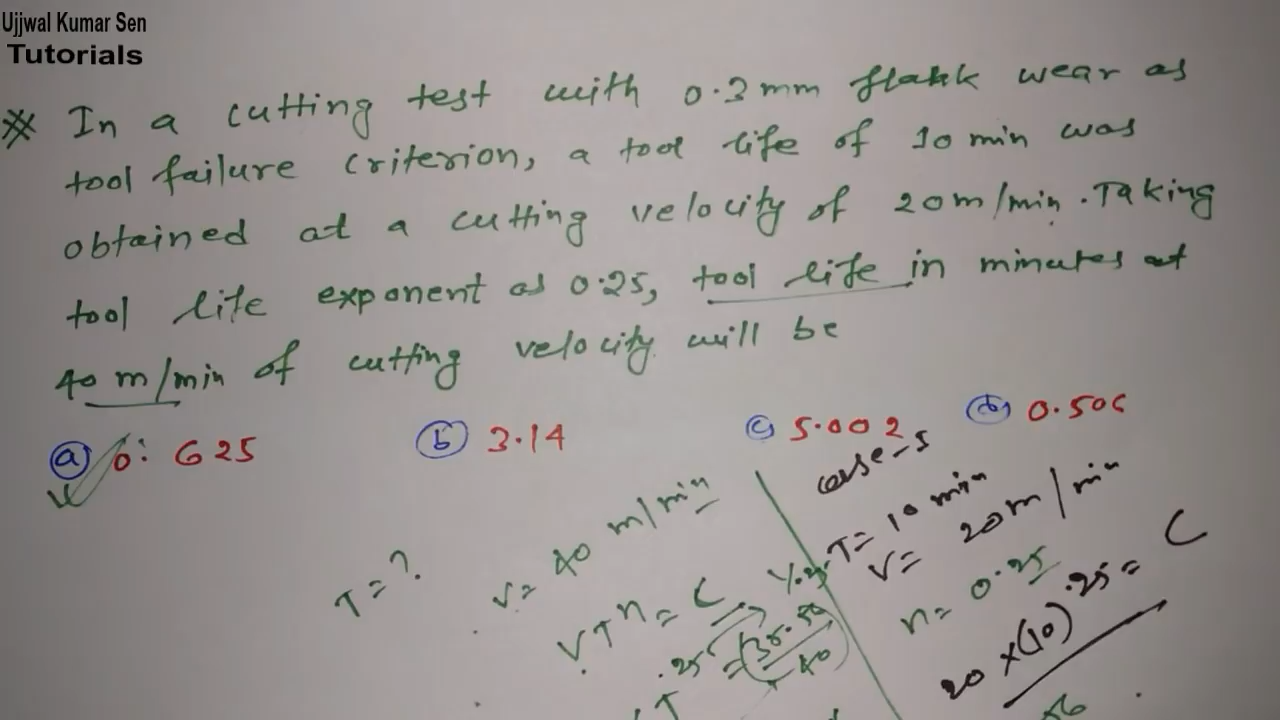 Ujjwal Kumar Sen
Tutorials
※ In a cutting test with 0.3 mm flank wear as
tool failure criterion, a tool life of 10 min was
obtained at a cutting velocity of 20 m/min. Taking
tool life exponent as 0.25, tool life in minutes at
40 m/min of cutting velocity will be
(a) 0.625 (b) 3.14 (c) 5.002 (d) 0.506
case-5
T = 10 min
V = 20 m/min
n = 0.25
20 × (10)^.25 = C
T = ?
V = 40 m/min
VT^n = C